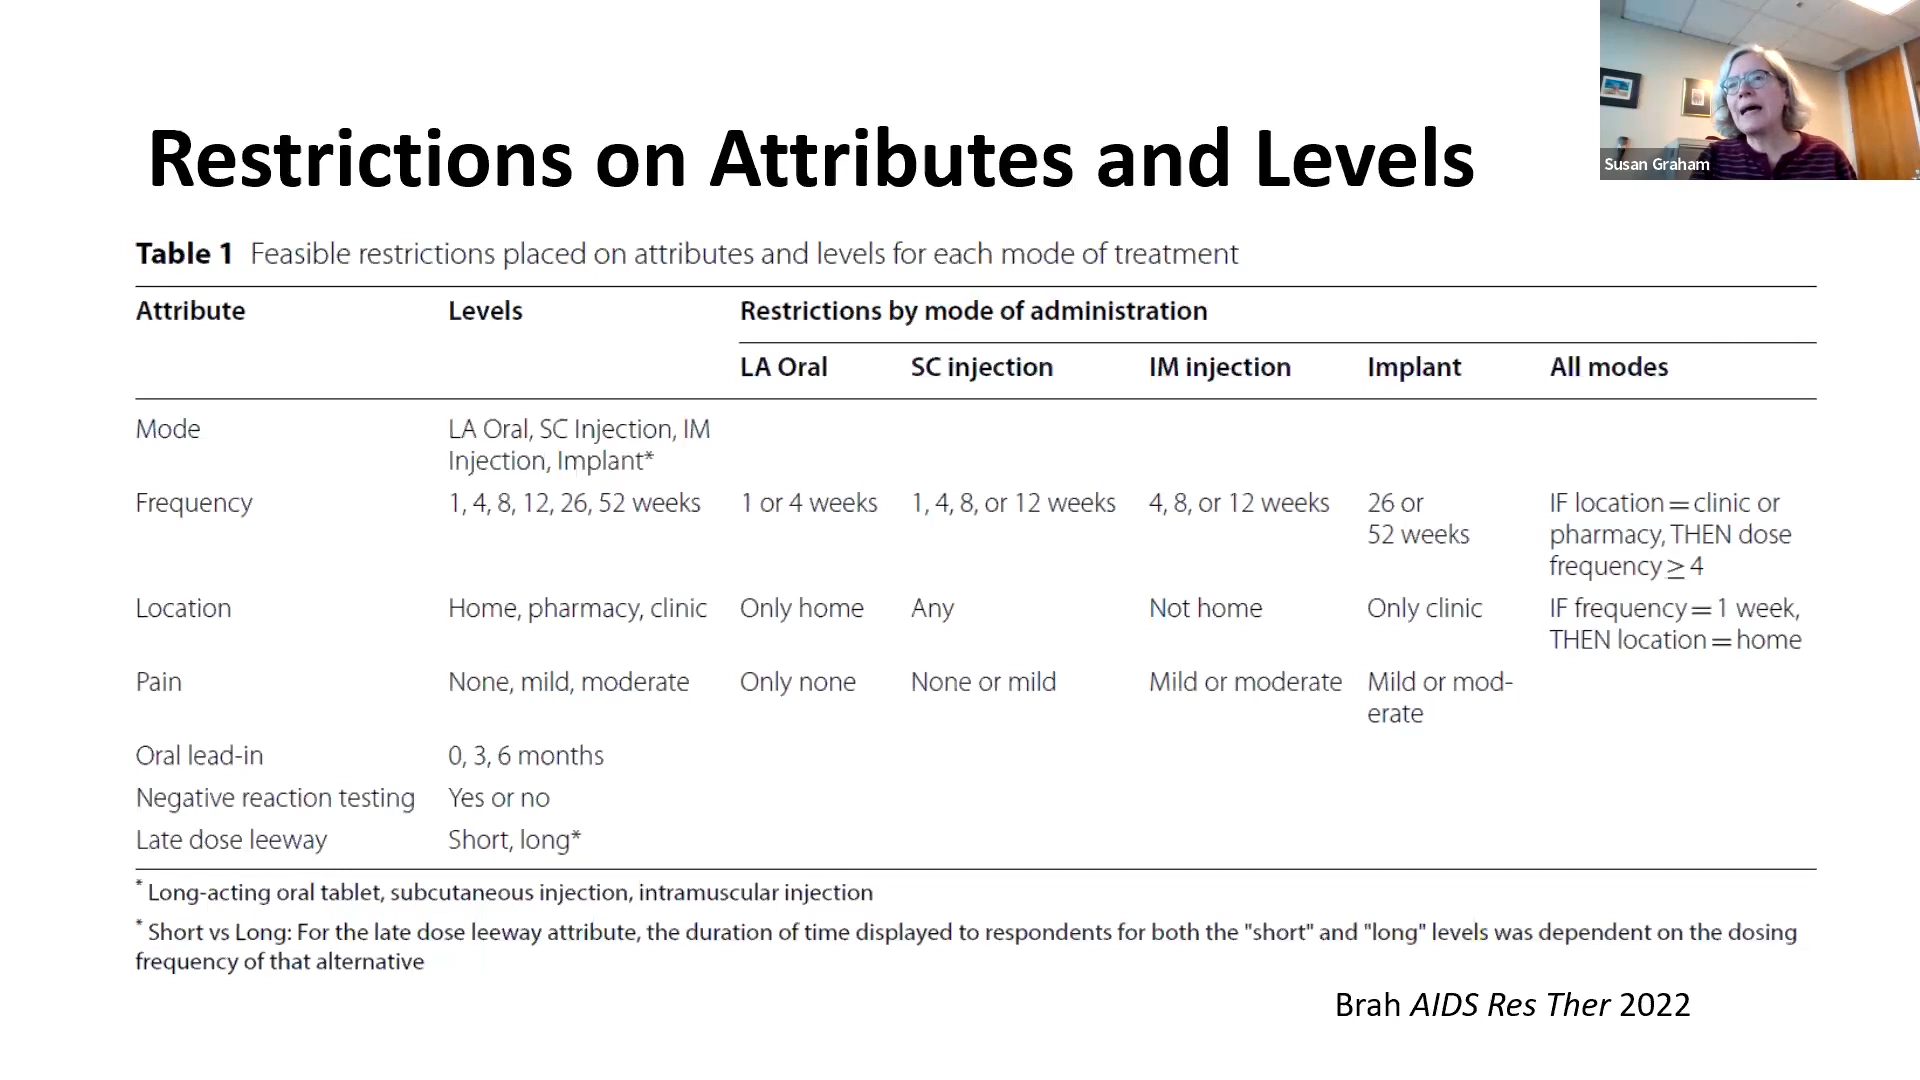 Restrictions on Attributes and Levels
Susan Graham
Table 1 Feasible restrictions placed on attributes and levels for each mode of treatment
Attribute Levels Restrictions by mode of administration
LA Oral SC injection IM injection Implant All modes
Mode LA Oral, SC Injection, IM
Injection, Implant*
Frequency 1, 4, 8, 12, 26, 52 weeks 1 or 4 weeks 1, 4, 8, or 12 weeks 4, 8, or 12 weeks 26 or IF location = clinic or
52 weeks pharmacy, THEN dose
frequency ≥ 4
Location Home, pharmacy, clinic Only home Any Not home Only clinic IF frequency = 1 week,
THEN location = home
Pain None, mild, moderate Only none None or mild Mild or moderate Mild or mod-
erate
Oral lead-in 0, 3, 6 months
Negative reaction testing Yes or no
Late dose leeway Short, long*
* Long-acting oral tablet, subcutaneous injection, intramuscular injection
* Short vs Long: For the late dose leeway attribute, the duration of time displayed to respondents for both the "short" and "long" levels was dependent on the dosing
frequency of that alternative
Brah AIDS Res Ther 2022